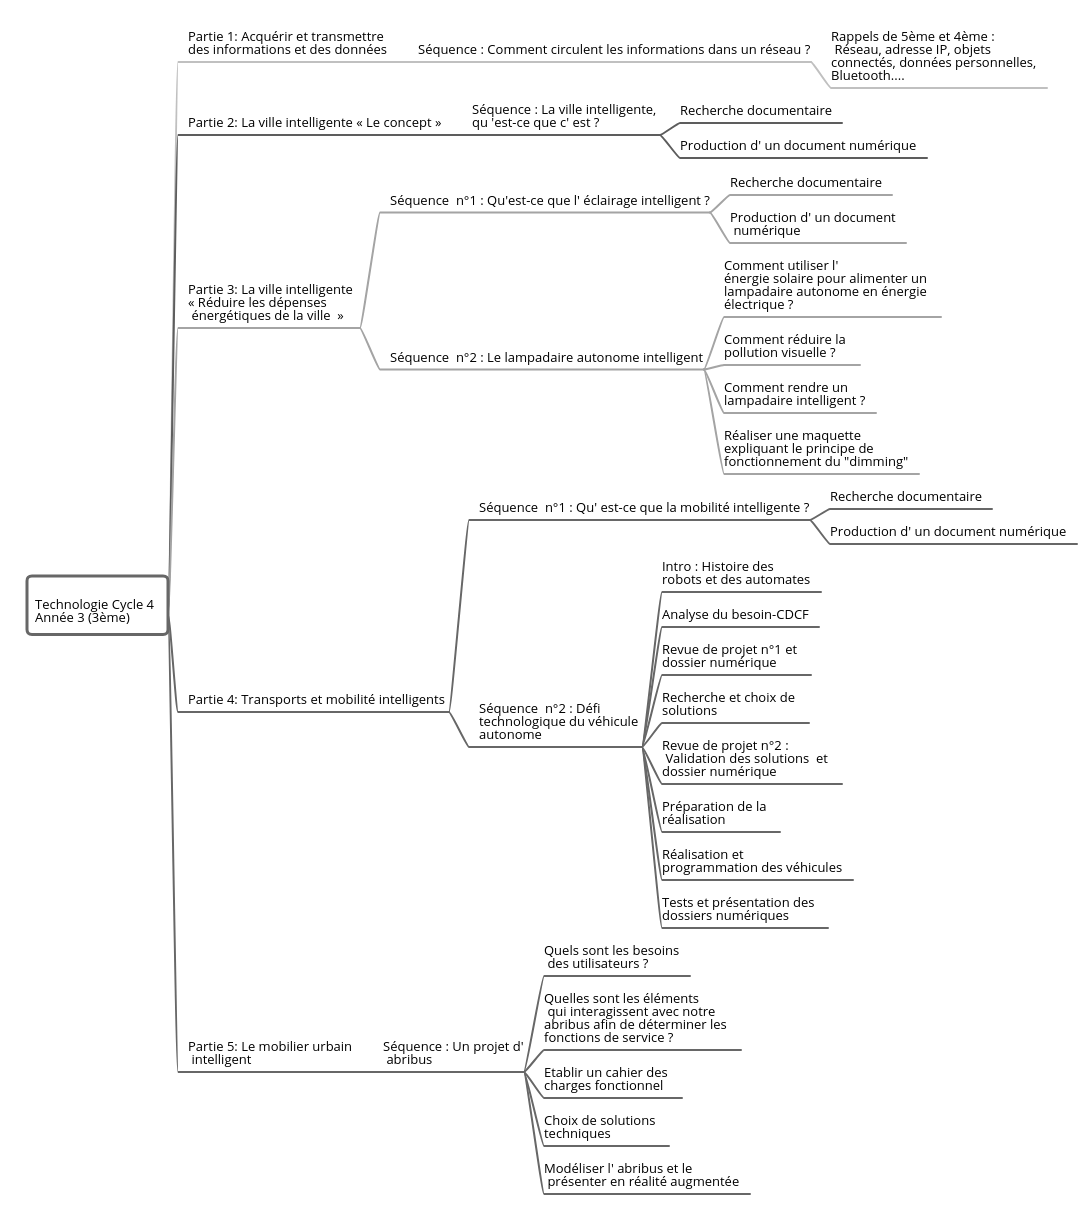 Partie 1: Acquérir et transmettre
des informations et des données
Séquence : Comment circulent les informations dans un réseau ?
Rappels de 5ème et 4ème :
Réseau, adresse IP, objets
connectés, données personnelles,
Bluetooth....
Partie 2: La ville intelligente « Le concept »
Séquence : La ville intelligente,
qu 'est-ce que c' est ?
Recherche documentaire
Production d' un document numérique
Partie 3: La ville intelligente
« Réduire les dépenses
énergétiques de la ville  »
Séquence  n°1 : Qu'est-ce que l' éclairage intelligent ?
Recherche documentaire
Production d' un document
numérique
Séquence  n°2 : Le lampadaire autonome intelligent
Comment utiliser l'
énergie solaire pour alimenter un
lampadaire autonome en énergie
électrique ?
Comment réduire la
pollution visuelle ?
Comment rendre un
lampadaire intelligent ?
Réaliser une maquette
expliquant le principe de
fonctionnement du "dimming"
Technologie Cycle 4
Année 3 (3ème)
Partie 4: Transports et mobilité intelligents
Séquence  n°1 : Qu' est-ce que la mobilité intelligente ?
Recherche documentaire
Production d' un document numérique
Séquence  n°2 : Défi
technologique du véhicule
autonome
Intro : Histoire des
robots et des automates
Analyse du besoin-CDCF
Revue de projet n°1 et
dossier numérique
Recherche et choix de
solutions
Revue de projet n°2 :
Validation des solutions  et
dossier numérique
Préparation de la
réalisation
Réalisation et
programmation des véhicules
Tests et présentation des
dossiers numériques
Partie 5: Le mobilier urbain
intelligent
Séquence : Un projet d'
abribus
Quels sont les besoins
des utilisateurs ?
Quelles sont les éléments
qui interagissent avec notre
abribus afin de déterminer les
fonctions de service ?
Etablir un cahier des
charges fonctionnel
Choix de solutions
techniques
Modéliser l' abribus et le
présenter en réalité augmentée